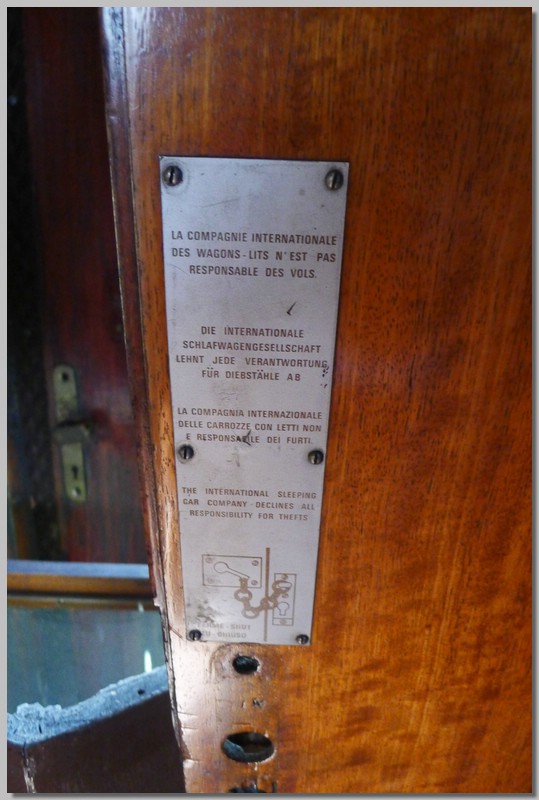 LA COMPAGNIE INTERNATIONALE
DES WAGONS-LITS N'EST PAS
RESPONSABLE DES VOLS.
DIE INTERNATIONALE
SCHLAFWAGENGESELLSCHAFT
LEHNT JEDE VERANTWORTUNG
FÜR DIEBSTÄHLE AB
LA COMPAGNIA INTERNAZIONALE
DELLE CARROZZE CON LETTI NON
E RESPONSABILE DEI FURTI.
THE INTERNATIONAL SLEEPING
CAR COMPANY DECLINES ALL
RESPONSIBILITY FOR THEFTS